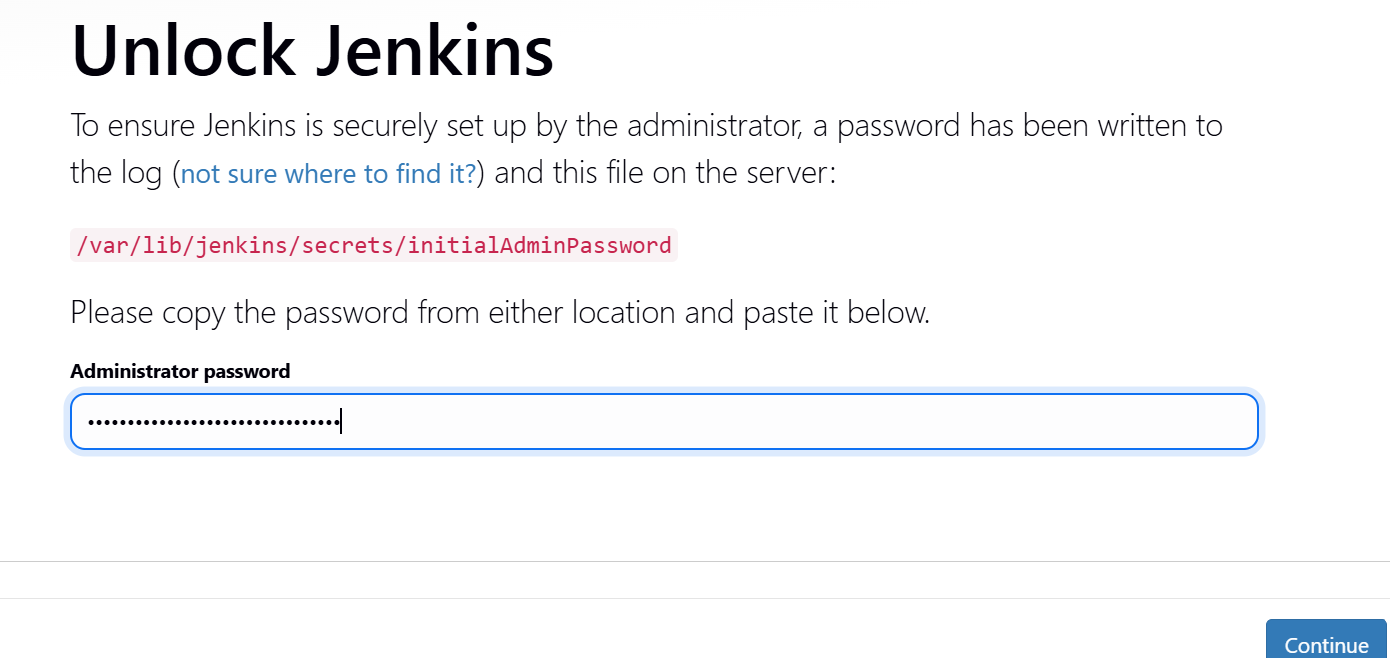 Unlock Jenkins
To ensure Jenkins is securely set up by the administrator, a password has been written to
the log (not sure where to find it?) and this file on the server:
/var/lib/jenkins/secrets/initialAdminPassword
Please copy the password from either location and paste it below.
Administrator password
••••••••••••••••••••••••••••••••
Continue